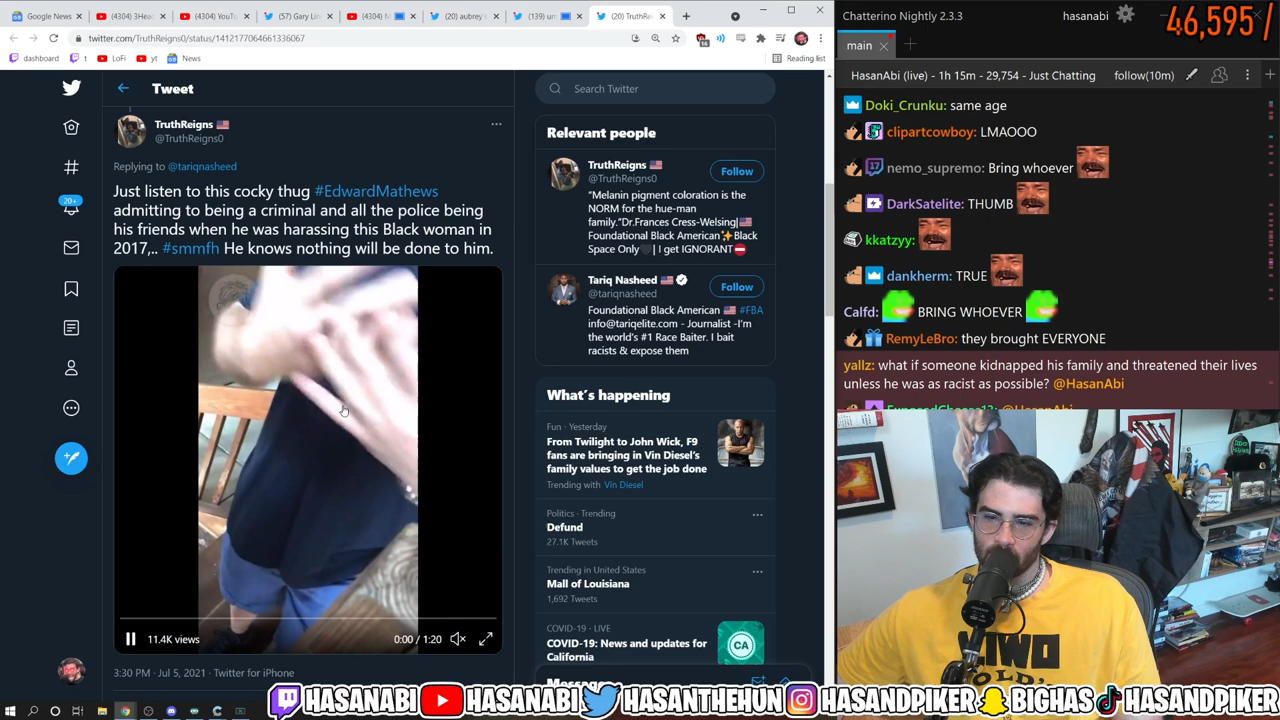 Google News
(4304) 3Head
(4304) YouT
(57) Gary Lin
(4304) M
(20) aubrey's
(139) un
(20) TruthRei
twitter.com/TruthReigns0/status/1412177064661336067
dashboard
t
LoFi
yt
News
Reading list
Tweet
Search Twitter
20+
TruthReigns
@TruthReigns0
Replying to @tariqnasheed
Just listen to this cocky thug #EdwardMathews
admitting to being a criminal and all the police being
his friends when he was harassing this Black woman in
2017,.. #smmfh He knows nothing will be done to him.
11.4K views
0:00 / 1:20
3:30 PM · Jul 5, 2021 · Twitter for iPhone
Relevant people
TruthReigns
@TruthReigns0
Follow
“Melanin pigment coloration is the
NORM for the hue-man
family.”Dr.Frances Cress-Welsing|
Foundational Black American
Black
Space Only | I get IGNORANT
Tariq Nasheed
@tariqnasheed
Follow
Foundational Black American #FBA
info@tariqelite.com - Journalist -I’m
the world’s #1 Race Baiter. I bait
racists & expose them
What’s happening
Fun · Yesterday
From Twilight to John Wick, F9
fans are bringing in Vin Diesel’s
family values to get the job done
Trending with Vin Diesel
Politics · Trending
Defund
27.1K Tweets
Trending in United States
Mall of Louisiana
1,692 Tweets
COVID-19 · LIVE
COVID-19: News and updates for
California
CA
Chatterino Nightly 2.3.3
hasanabi
46,595 /
main
HasanAbi (live) - 1h 15m - 29,754 - Just Chatting
follow(10m)
Doki_Crunku: same age
clipartcowboy: LMAOOO
nemo_supremo: Bring whoever
DarkSatelite: THUMB
kkatzyy:
dankherm: TRUE
Calfd: BRING WHOEVER
RemyLeBro: they brought EVERYONE
yallz: what if someone kidnapped his family and threatened their lives
unless he was as racist as possible? @HasanAbi
HASANABI
HASANABI
HASANTHEHUN
HASANDPIKER
BIGHAS
HASANDPIKER